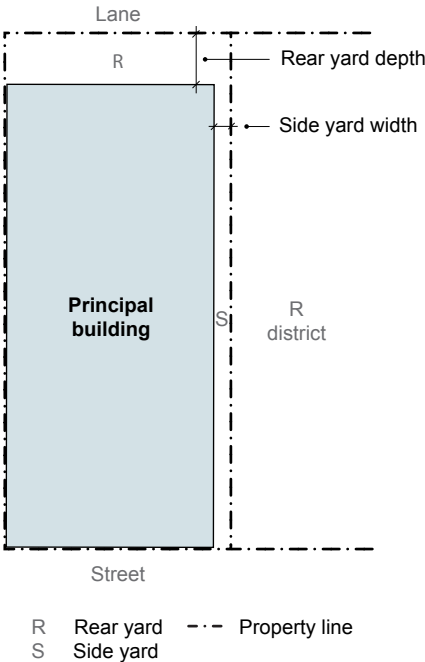 Lane
R
Rear yard depth
Side yard width
Principal
building
S
R
district
Street
R Rear yard Property line
S Side yard